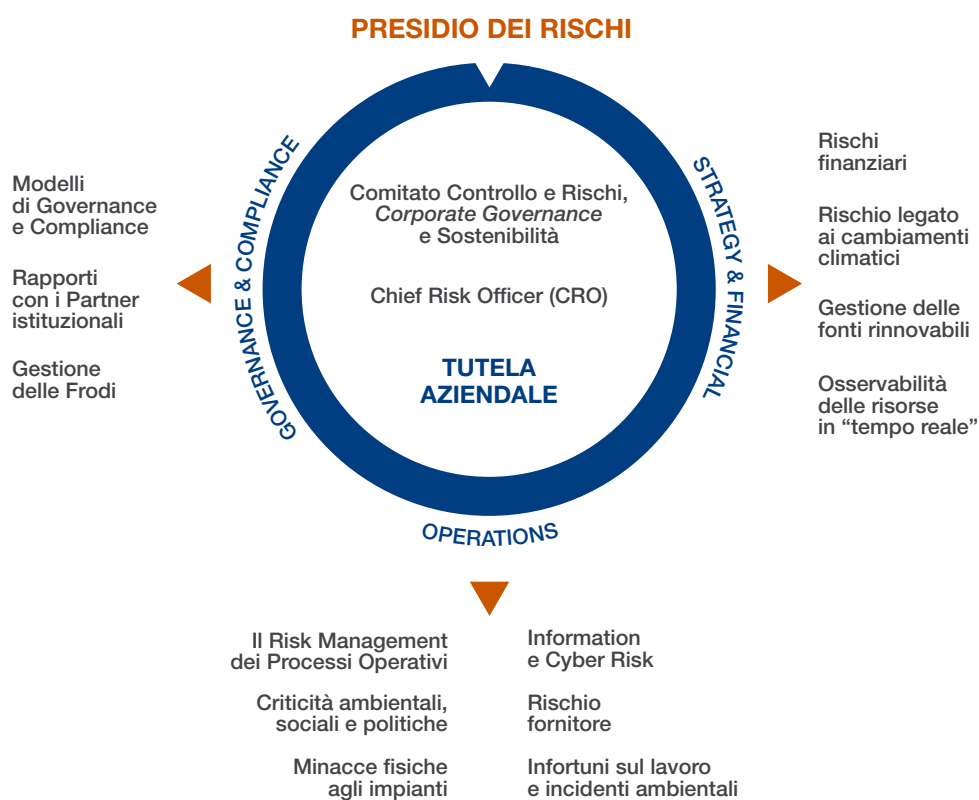 PRESIDIO DEI RISCHI
GOVERNANCE & COMPLIANCE
Modelli
di Governance
e Compliance
Rapporti
con i Partner
istituzionali
Gestione
delle Frodi
Comitato Controllo e Rischi,
Corporate Governance
e Sostenibilità
Chief Risk Officer (CRO)
TUTELA
AZIENDALE
STRATEGY & FINANCIAL
Rischi
finanziari
Rischio legato
ai cambiamenti
climatici
Gestione delle
fonti rinnovabili
Osservabilità
delle risorse
in “tempo reale”
OPERATIONS
Il Risk Management
dei Processi Operativi
Criticità ambientali,
sociali e politiche
Minacce fisiche
agli impianti
Information
e Cyber Risk
Rischio
fornitore
Infortuni sul lavoro
e incidenti ambientali